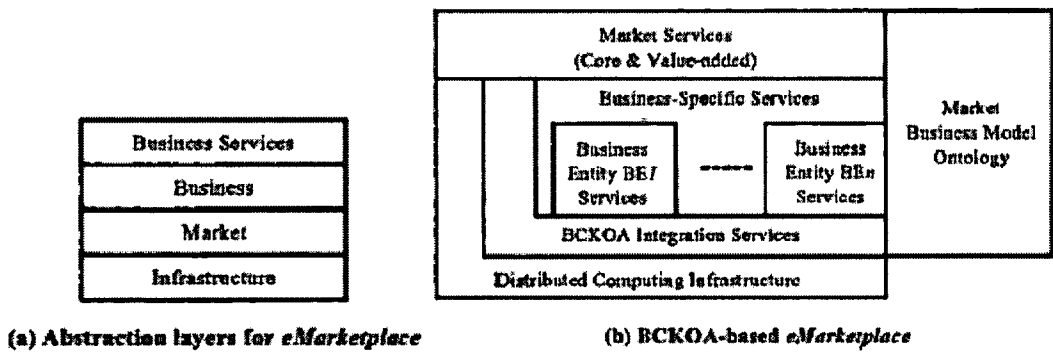 Business Services
Business
Market
Infrastructure
(a) Abstraction layers for eMarketplace
Market Services
(Core & Value-added)
Business-Specific Services
Business
Entity BE1
Services
Business
Entity BEn
Services
BCKOA Integration Services
Distributed Computing Infrastructure
Market
Business Model
Ontology
(b) BCKOA-based eMarketplace